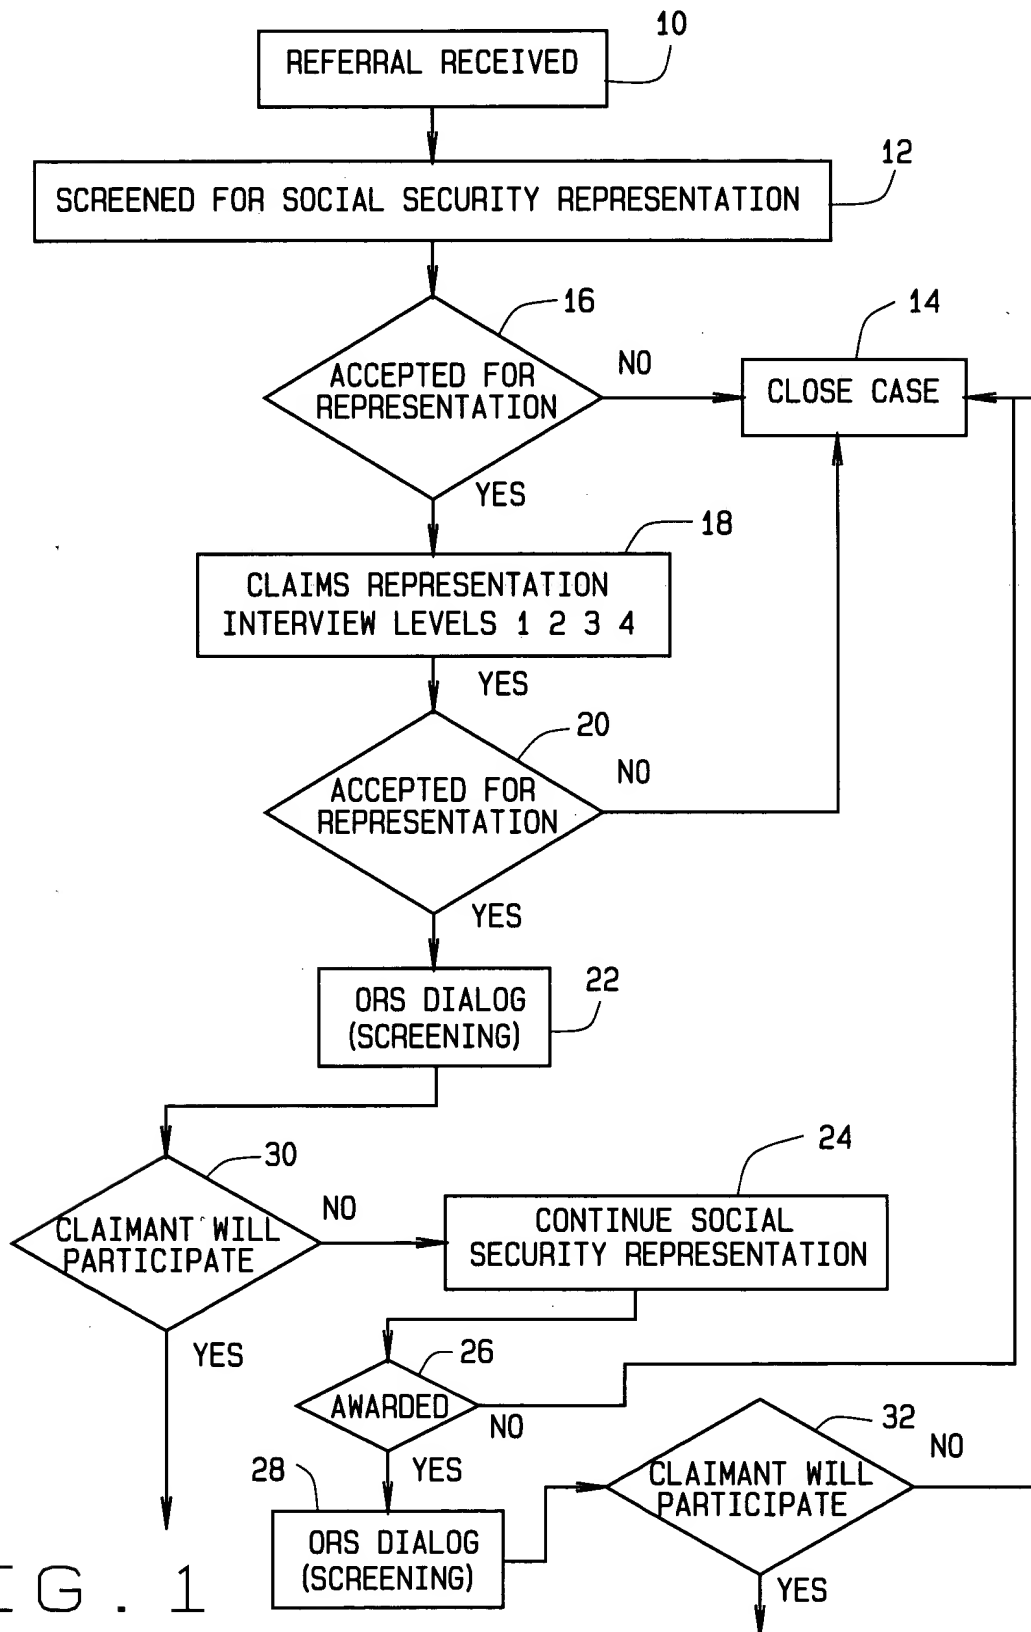 10
REFERRAL RECEIVED
12
SCREENED FOR SOCIAL SECURITY REPRESENTATION
16
14
ACCEPTED FOR
REPRESENTATION
NO
CLOSE CASE
YES
18
CLAIMS REPRESENTATION
INTERVIEW LEVELS 1 2 3 4
YES
20
ACCEPTED FOR
REPRESENTATION
NO
YES
22
ORS DIALOG
(SCREENING)
30
24
CLAIMANT WILL
PARTICIPATE
NO
CONTINUE SOCIAL
SECURITY REPRESENTATION
YES
26
AWARDED
NO
YES
32
CLAIMANT WILL
PARTICIPATE
NO
28
ORS DIALOG
(SCREENING)
YES
IG. 1